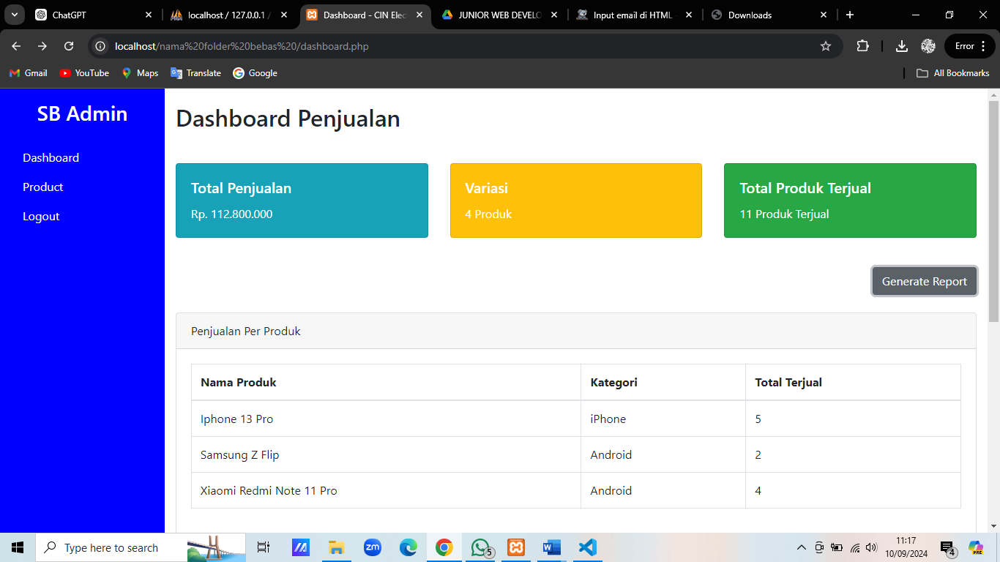 ChatGPT
localhost / 127.0.0.1 /
Dashboard - CIN Elec
JUNIOR WEB DEVELO
Input email di HTML
Downloads
localhost/nama%20folder%20bebas%20/dashboard.php
Error
Gmail
YouTube
Maps
Translate
Google
All Bookmarks
SB Admin
Dashboard
Product
Logout
Dashboard Penjualan
Total Penjualan
Rp. 112.800.000
Variasi
4 Produk
Total Produk Terjual
11 Produk Terjual
Generate Report
Penjualan Per Produk
Nama Produk Kategori Total Terjual
Iphone 13 Pro iPhone 5
Samsung Z Flip Android 2
Xiaomi Redmi Note 11 Pro Android 4
Type here to search
zm
5
W
11:17
10/09/2024
4
PRE